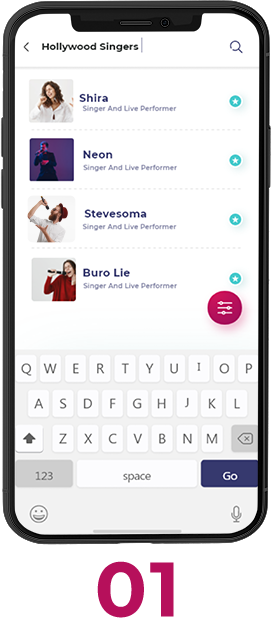 Hollywood Singers
Shira
Singer And Live Performer
Neon
Singer And Live Performer
Stevesoma
Singer And Live Performer
Buro Lie
Singer And Live Performer
Q W E R T Y U I O P
A S D F G H J K L
Z X C V B N M
123 space Go
01